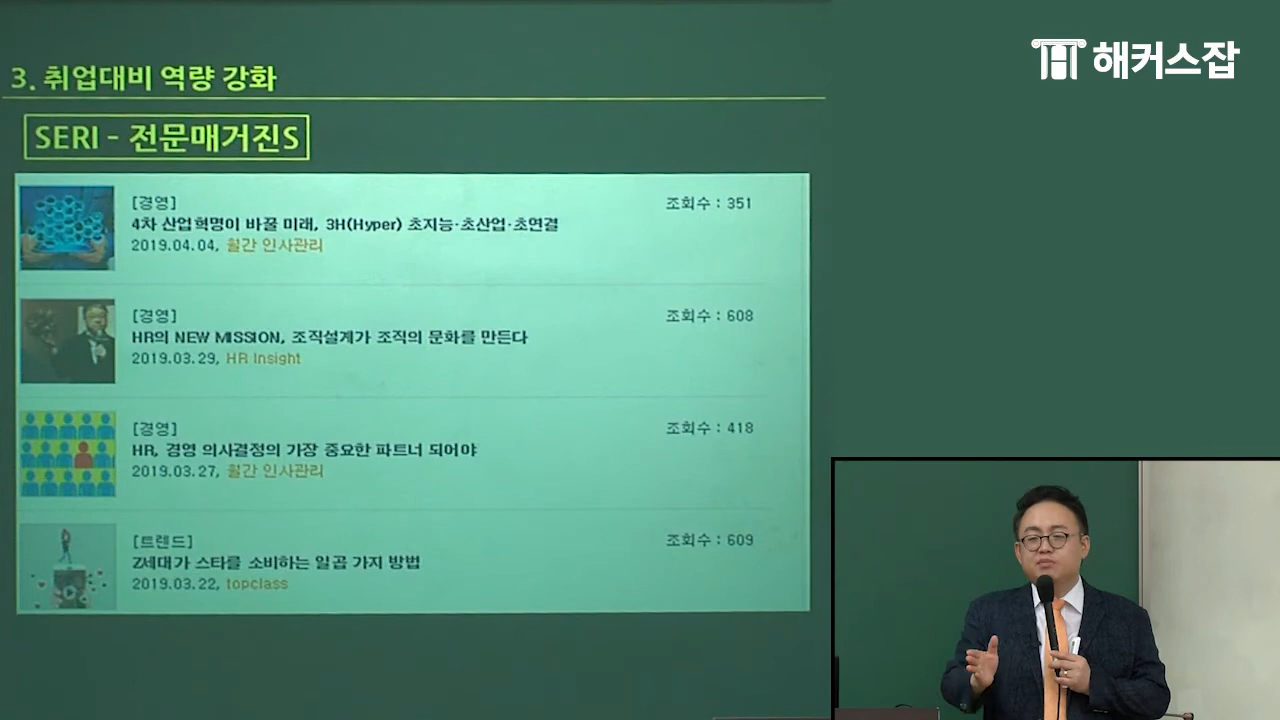 해커스잡
3. 취업대비 역량 강화
SERI - 전문매거진S
[경영]
조회수 : 351
4차 산업혁명이 바꿀 미래, 3H(Hyper) 초지능·초산업·초연결
2019.04.04, 월간 인사관리
[경영]
조회수 : 608
HR의 NEW MISSION, 조직설계가 조직의 문화를 만든다
2019.03.29, HR Insight
[경영]
조회수 : 418
HR, 경영 의사결정의 가장 중요한 파트너 되어야
2019.03.27, 월간 인사관리
[트렌드]
조회수 : 609
Z세대가 스타를 소비하는 일곱 가지 방법
2019.03.22, topclass